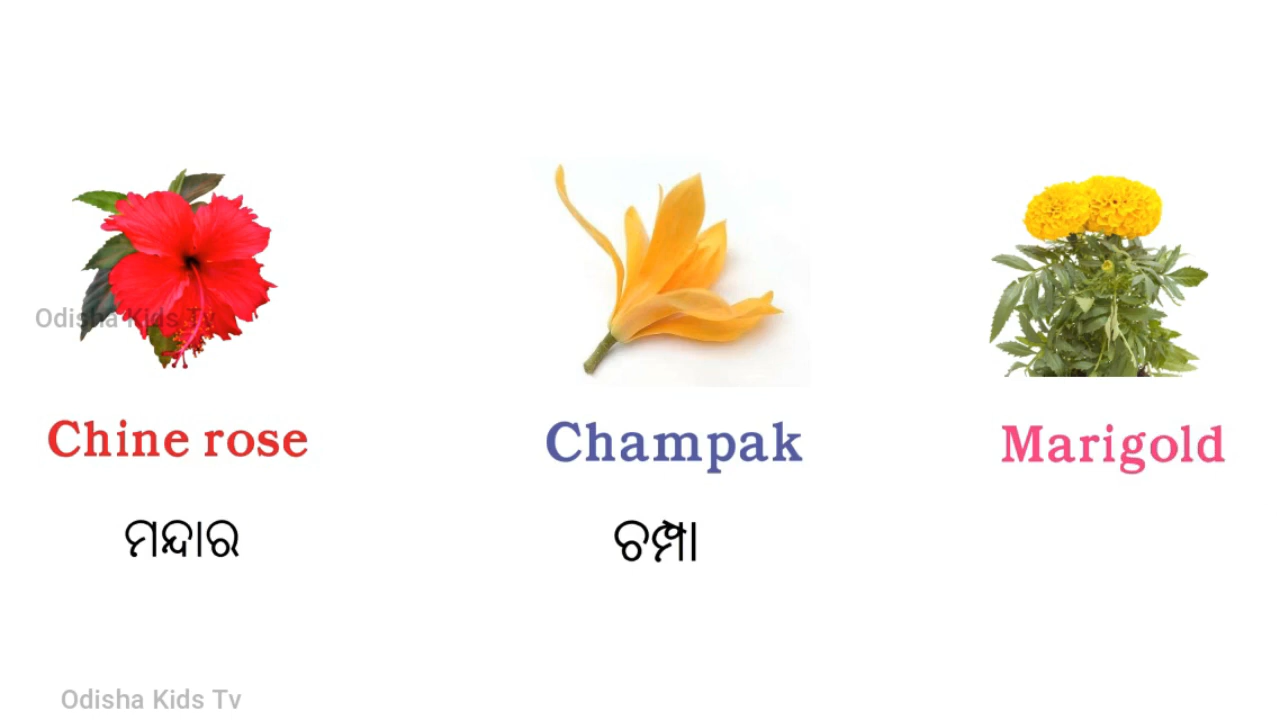 Odisha Kids Tv
Chine rose
Champak
Marigold
ମନ୍ଦାର
ଚମ୍ପା
Odisha Kids Tv